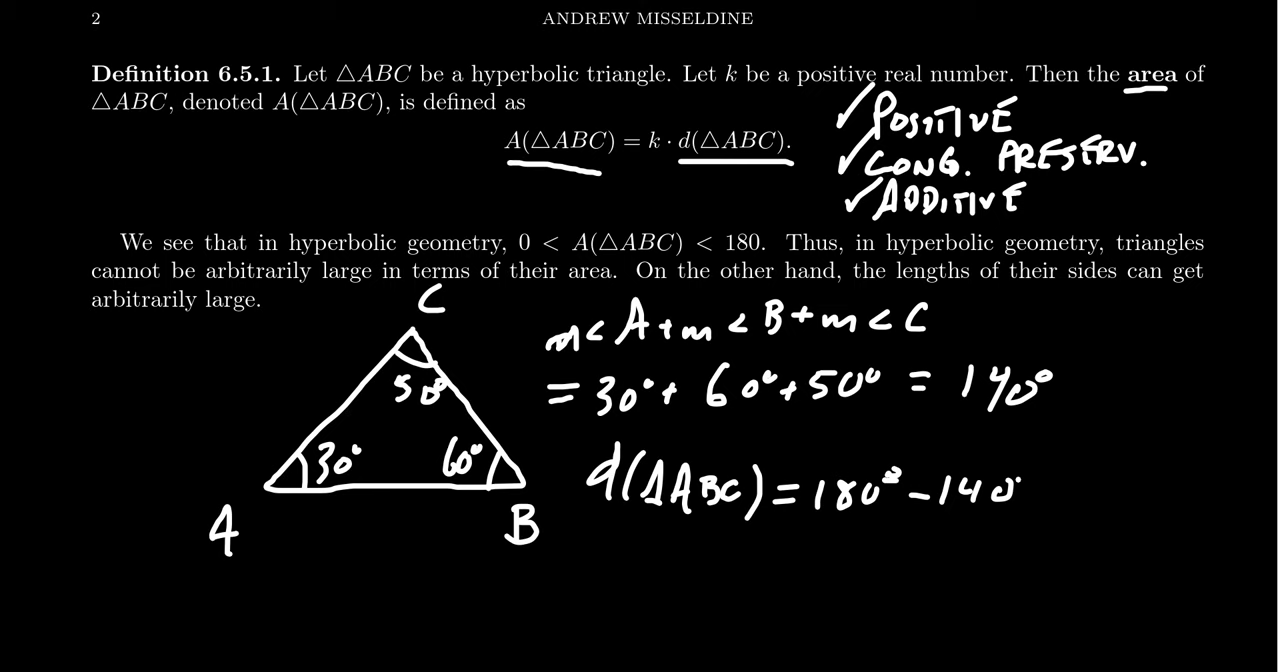 2 ANDREW MISSELDINE
Definition 6.5.1. Let △ABC be a hyperbolic triangle. Let k be a positive real number. Then the area of
△ABC, denoted A(△ABC), is defined as
A(△ABC) = k · d(△ABC).
✓ POSITIVE
✓ CONG. PRESERV.
✓ ADDITIVE
We see that in hyperbolic geometry, 0 < A(△ABC) < 180. Thus, in hyperbolic geometry, triangles
cannot be arbitrarily large in terms of their area. On the other hand, the lengths of their sides can get
arbitrarily large.
C
m∢A + m∢B + m∢C
50°
= 30° + 60° + 50° = 140°
30° 60°
d(△ABC) = 180° - 140°
A B